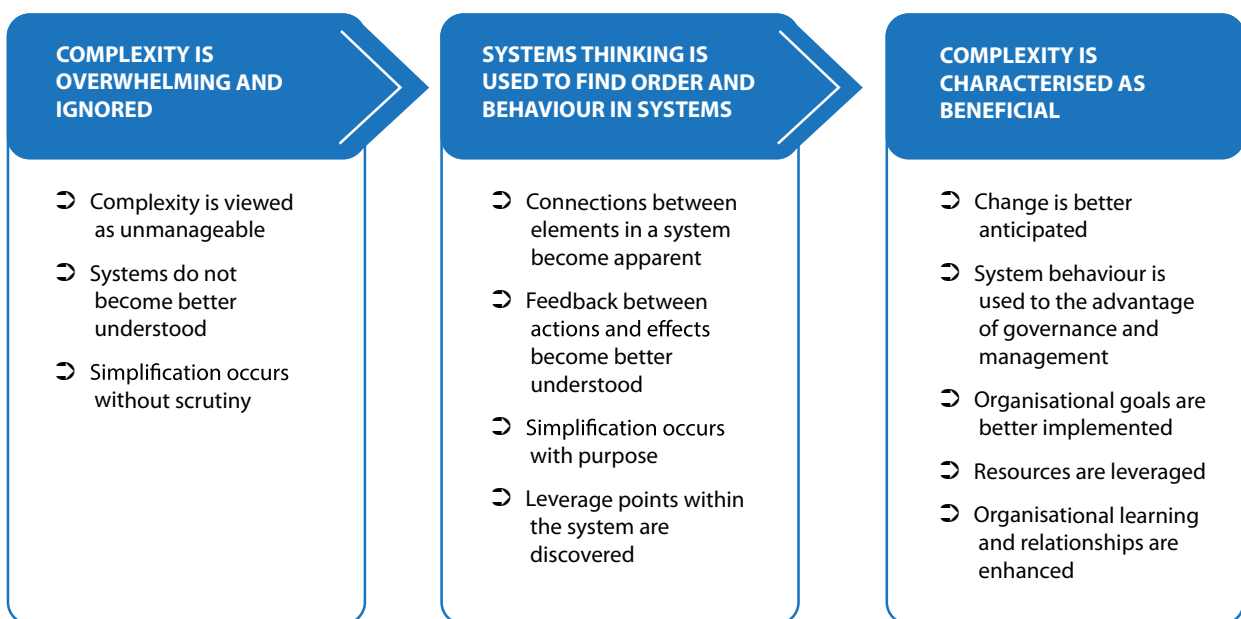 COMPLEXITY IS
OVERWHELMING AND
IGNORED
➲ Complexity is viewed
as unmanageable
➲ Systems do not
become better
understood
➲ Simplification occurs
without scrutiny
SYSTEMS THINKING IS
USED TO FIND ORDER AND
BEHAVIOUR IN SYSTEMS
➲ Connections between
elements in a system
become apparent
➲ Feedback between
actions and effects
become better
understood
➲ Simplification occurs
with purpose
➲ Leverage points within
the system are
discovered
COMPLEXITY IS
CHARACTERISED AS
BENEFICIAL
➲ Change is better
anticipated
➲ System behaviour is
used to the advantage
of governance and
management
➲ Organisational goals are
better implemented
➲ Resources are leveraged
➲ Organisational learning
and relationships are
enhanced